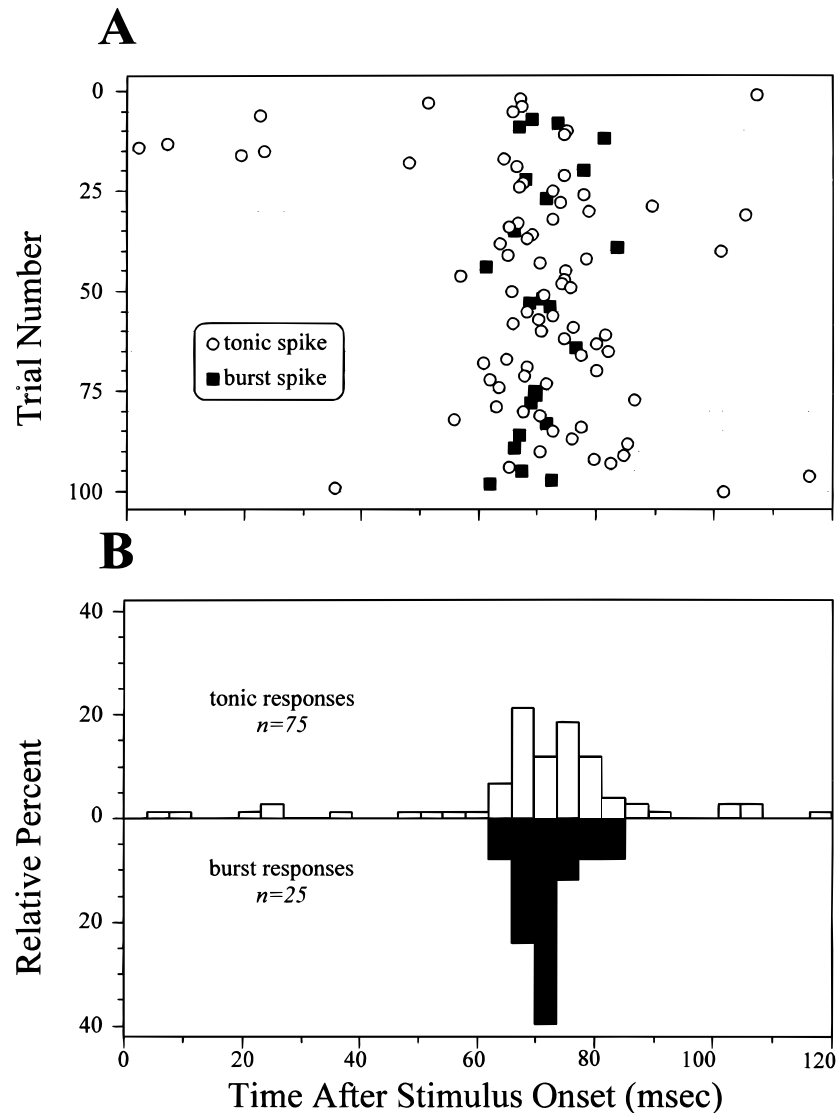 A
0
25
50
75
100
Trial Number
tonic spike
burst spike
B
40
20
0
20
40
Relative Percent
tonic responses
n=75
burst responses
n=25
0 20 40 60 80 100 120
Time After Stimulus Onset (msec)